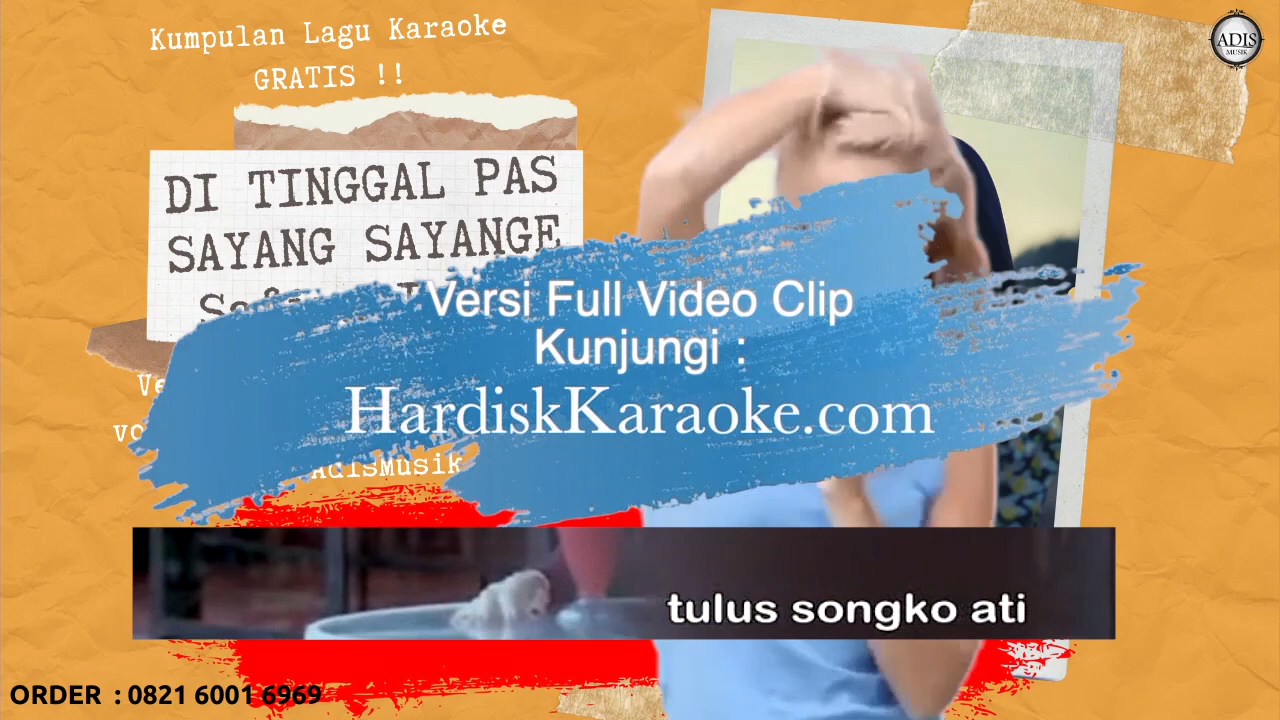 Kumpulan Lagu Karaoke
GRATIS !!
ADIS
MUSIK
DI TINGGAL PAS
SAYANG SAYANGE
Versi Full Video Clip
Kunjungi :
HardiskKaraoke.com
AdisMusik
tulus songko ati
ORDER : 0821 6001 6969